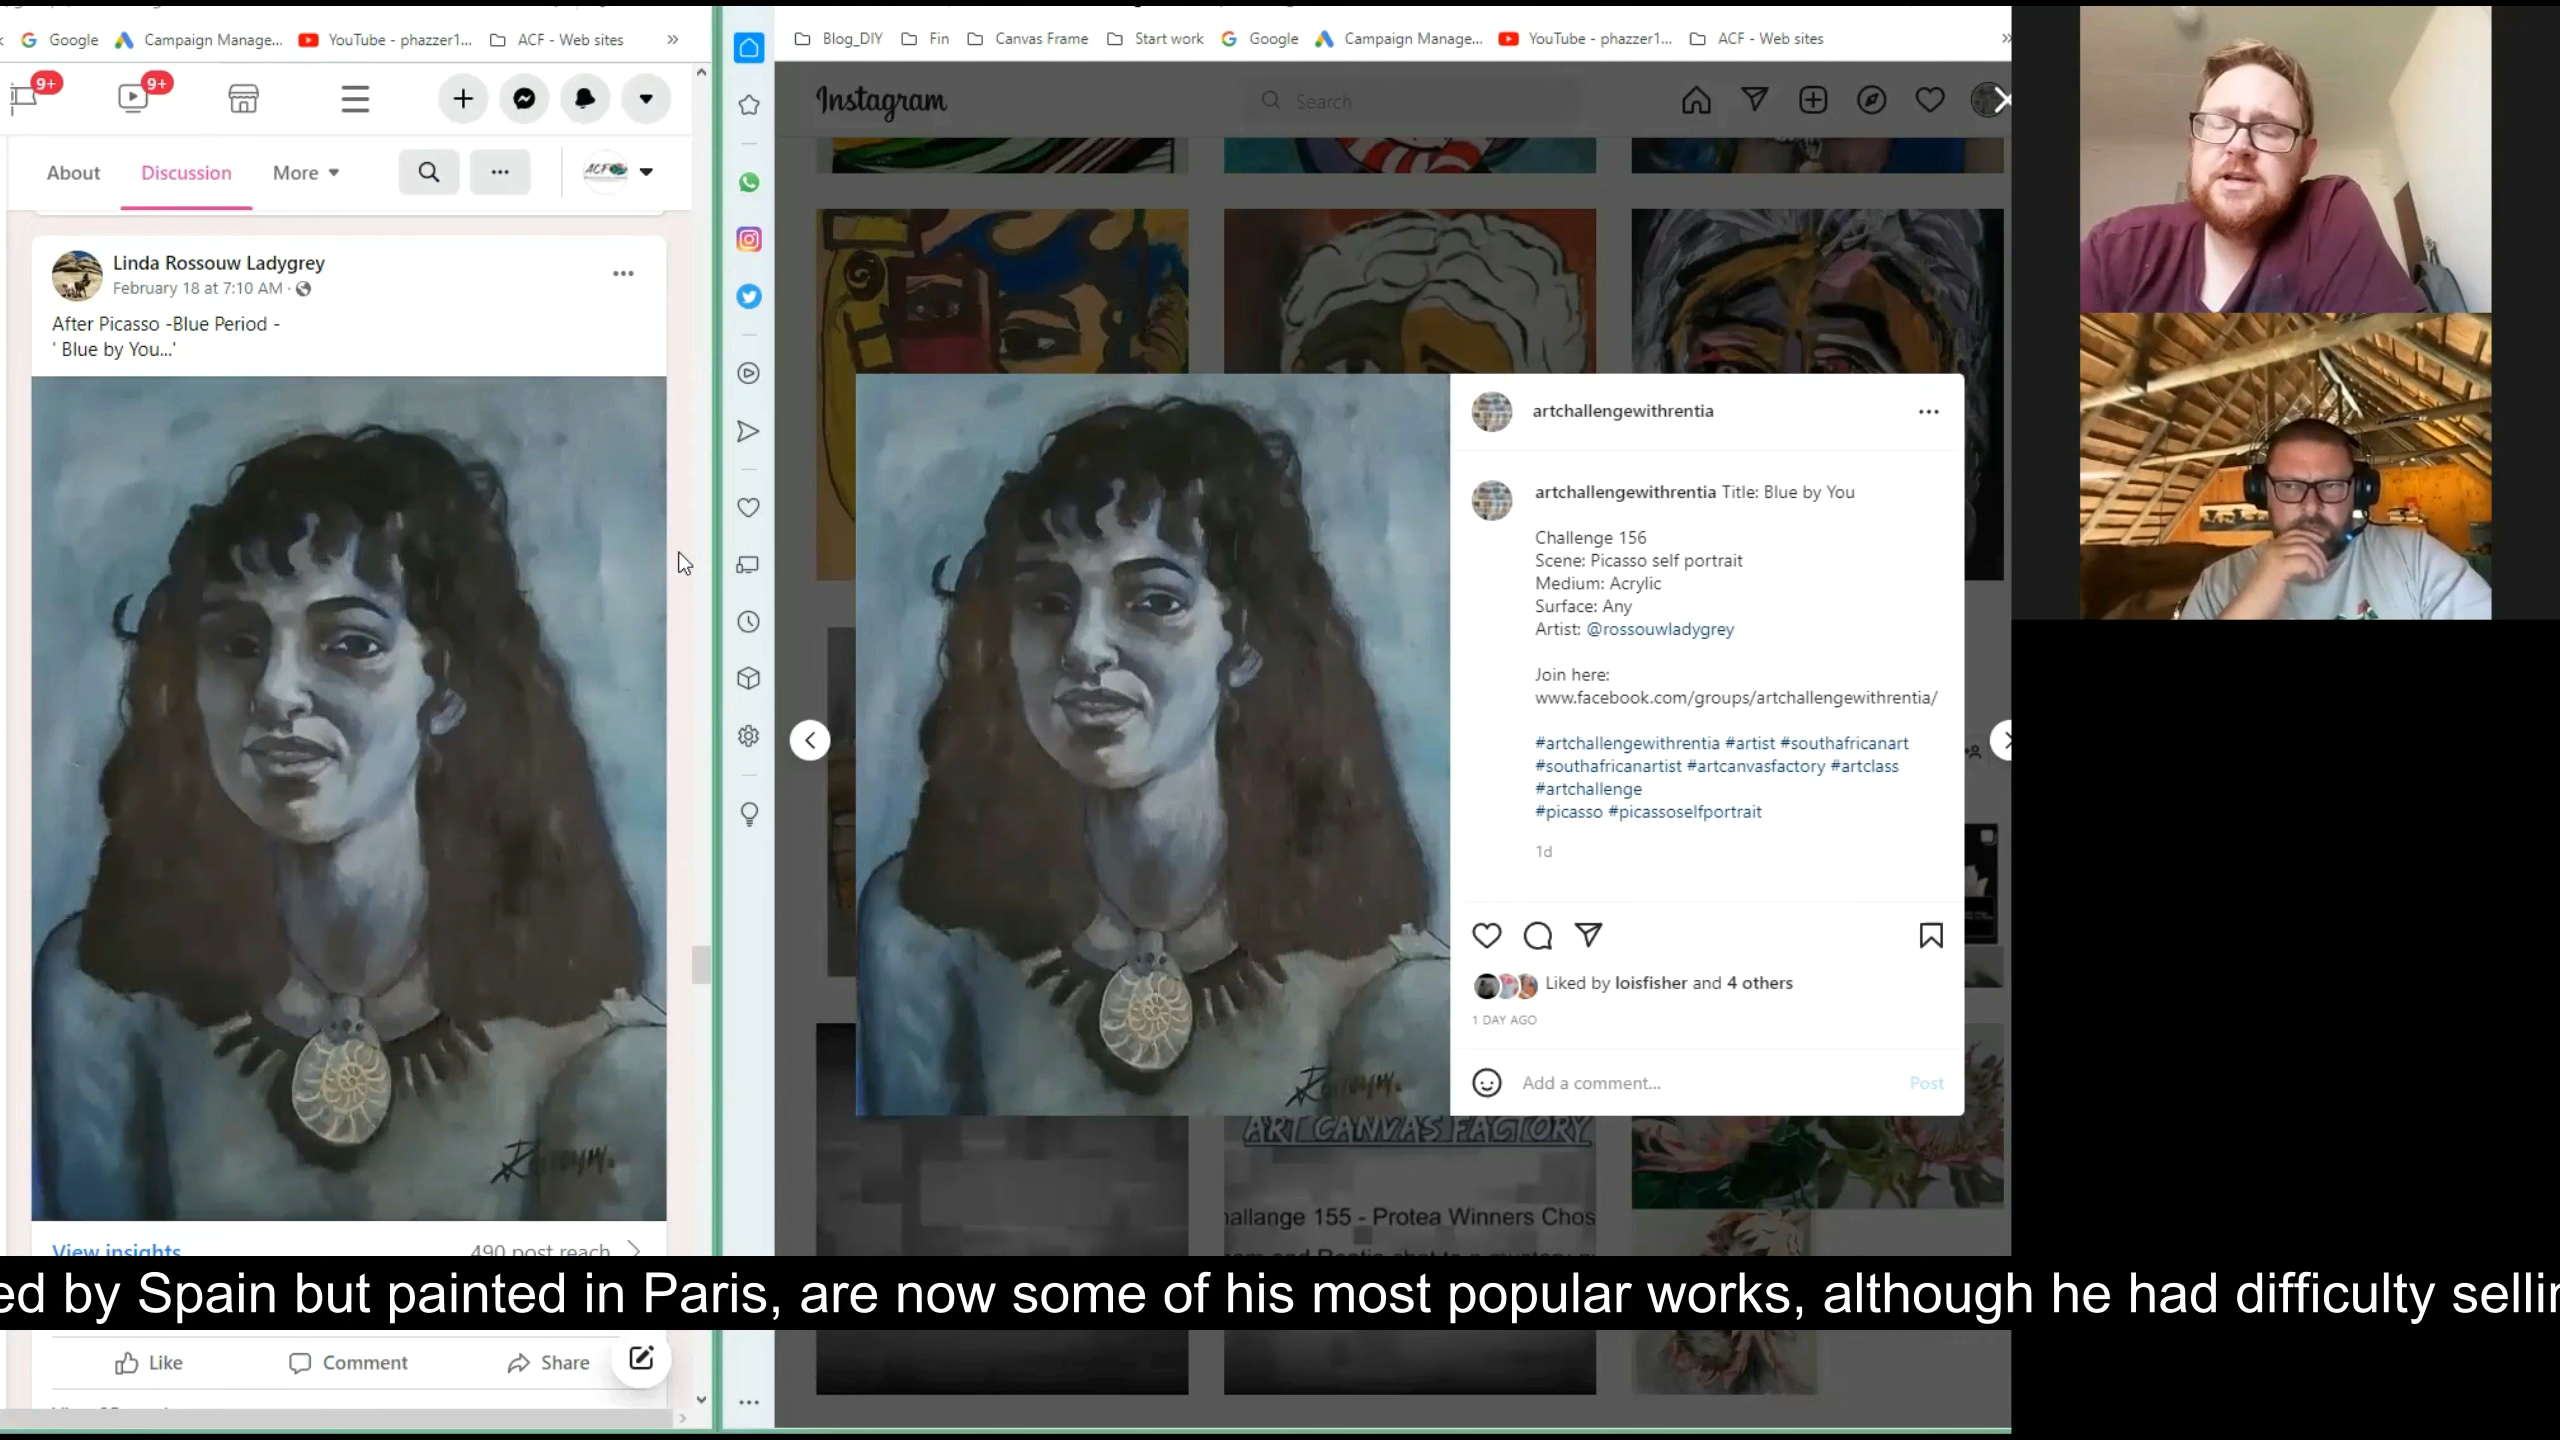 Google
Campaign Manage...
YouTube - phazzer1...
ACF - Web sites
»
9+
9+
About
Discussion
More
ACF
Linda Rossouw Ladygrey
February 18 at 7:10 AM ·
After Picasso -Blue Period -
' Blue by You...'
View insights
490 post reach
Like
Comment
Share
Blog_DIY
Fin
Canvas Frame
Start work
Google
Campaign Manage...
YouTube - phazzer1...
ACF - Web sites
»
Instagram
Search
artchallengewithrentia
artchallengewithrentia Title: Blue by You
Challenge 156
Scene: Picasso self portrait
Medium: Acrylic
Surface: Any
Artist: @rossouwladygrey
Join here:
www.facebook.com/groups/artchallengewithrentia/
#artchallengewithrentia #artist #southafricanart
#southafricanartist #artcanvasfactory #artclass
#artchallenge
#picasso #picassoselfportrait
1d
Liked by loisfisher and 4 others
1 DAY AGO
Add a comment...
Post
ART CANVAS FACTORY
allange 155 - Protea Winners Chos
ed by Spain but painted in Paris, are now some of his most popular works, although he had difficulty sellin